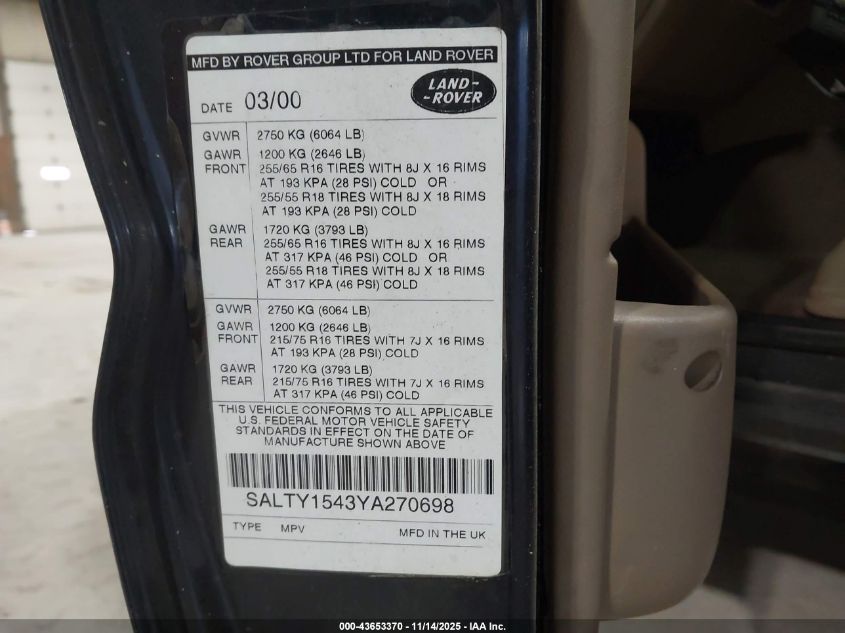 MFD BY ROVER GROUP LTD FOR LAND ROVER
DATE 03/00
LAND-
-ROVER
GVWR 2750 KG (6064 LB)
GAWR 1200 KG (2646 LB)
FRONT 255/65 R16 TIRES WITH 8J X 16 RIMS
AT 193 KPA (28 PSI) COLD OR
255/55 R18 TIRES WITH 8J X 18 RIMS
AT 193 KPA (28 PSI) COLD
GAWR 1720 KG (3793 LB)
REAR 255/65 R16 TIRES WITH 8J X 16 RIMS
AT 317 KPA (46 PSI) COLD OR
255/55 R18 TIRES WITH 8J X 18 RIMS
AT 317 KPA (46 PSI) COLD
GVWR 2750 KG (6064 LB)
GAWR 1200 KG (2646 LB)
FRONT 215/75 R16 TIRES WITH 7J X 16 RIMS
AT 193 KPA (28 PSI) COLD
GAWR 1720 KG (3793 LB)
REAR 215/75 R16 TIRES WITH 7J X 16 RIMS
AT 317 KPA (46 PSI) COLD
THIS VEHICLE CONFORMS TO ALL APPLICABLE
U.S. FEDERAL MOTOR VEHICLE SAFETY
STANDARDS IN EFFECT ON THE DATE OF
MANUFACTURE SHOWN ABOVE
SALTY1543YA270698
TYPE MPV MFD IN THE UK
000-43653370 - 11/14/2025 - IAA Inc.